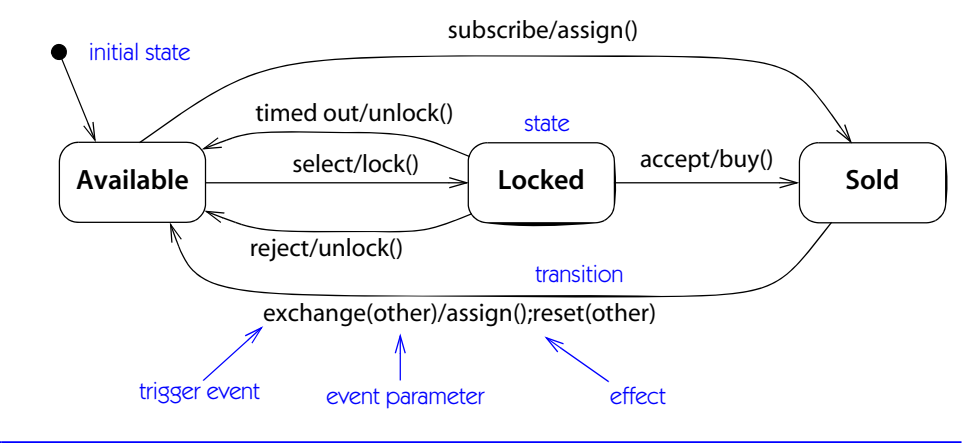 subscribe/assign()
initial state
timed out/unlock()
state
select/lock()
accept/buy()
Available
Locked
Sold
reject/unlock()
transition
exchange(other)/assign();reset(other)
trigger event
event parameter
effect